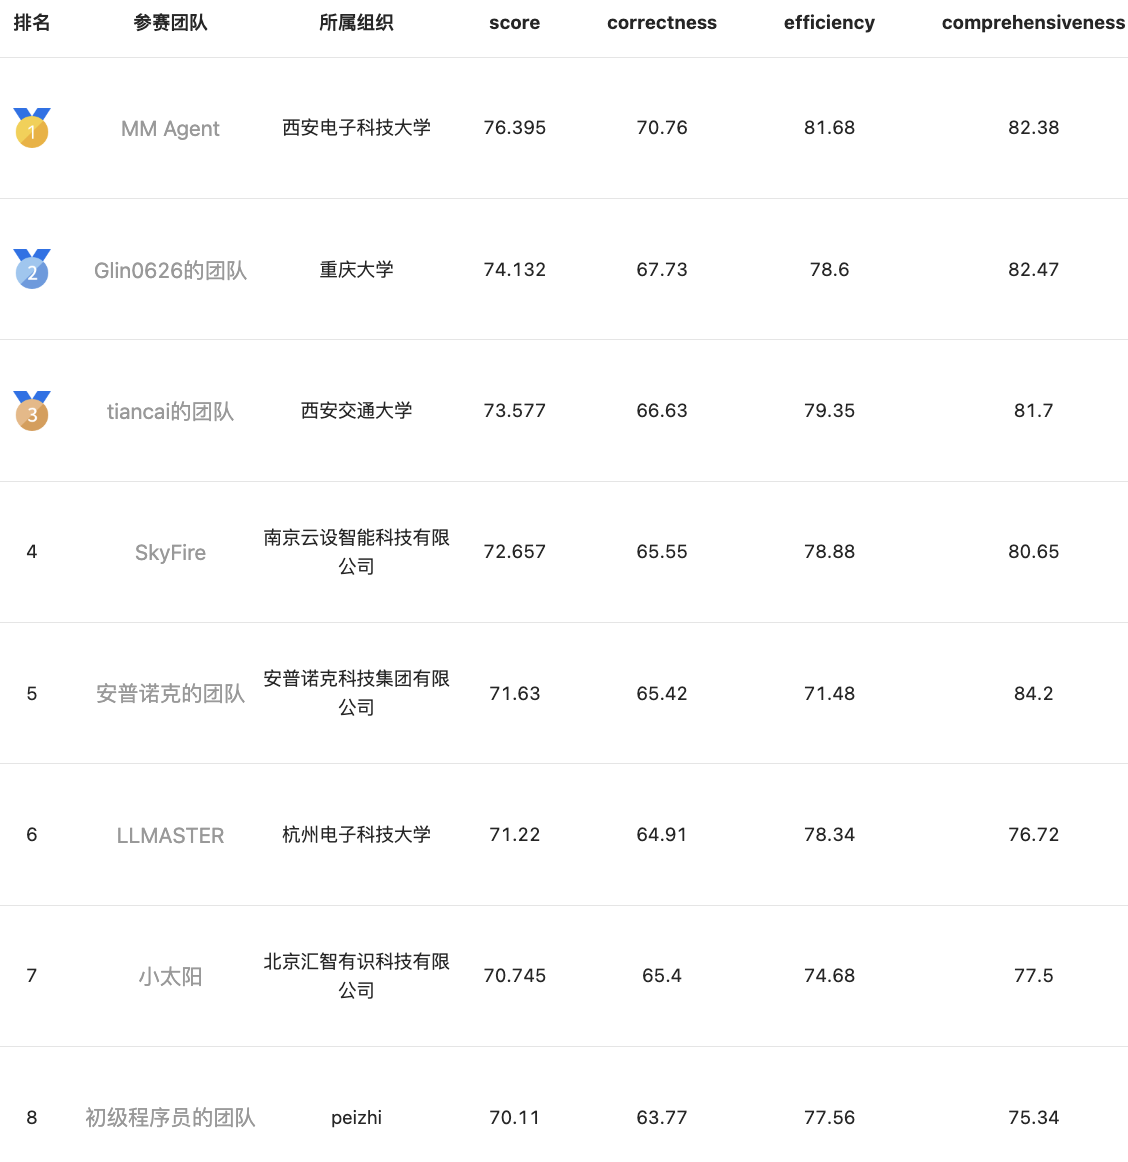 排名 参赛团队 所属组织 score correctness efficiency comprehensiveness
1 MM Agent 西安电子科技大学 76.395 70.76 81.68 82.38
2 Glin0626的团队 重庆大学 74.132 67.73 78.6 82.47
3 tiancai的团队 西安交通大学 73.577 66.63 79.35 81.7
4 SkyFire 南京云设智能科技有限
公司 72.657 65.55 78.88 80.65
5 安普诺克的团队 安普诺克科技集团有限
公司 71.63 65.42 71.48 84.2
6 LLMASTER 杭州电子科技大学 71.22 64.91 78.34 76.72
7 小太阳 北京汇智有识科技有限
公司 70.745 65.4 74.68 77.5
8 初级程序员的团队 peizhi 70.11 63.77 77.56 75.34